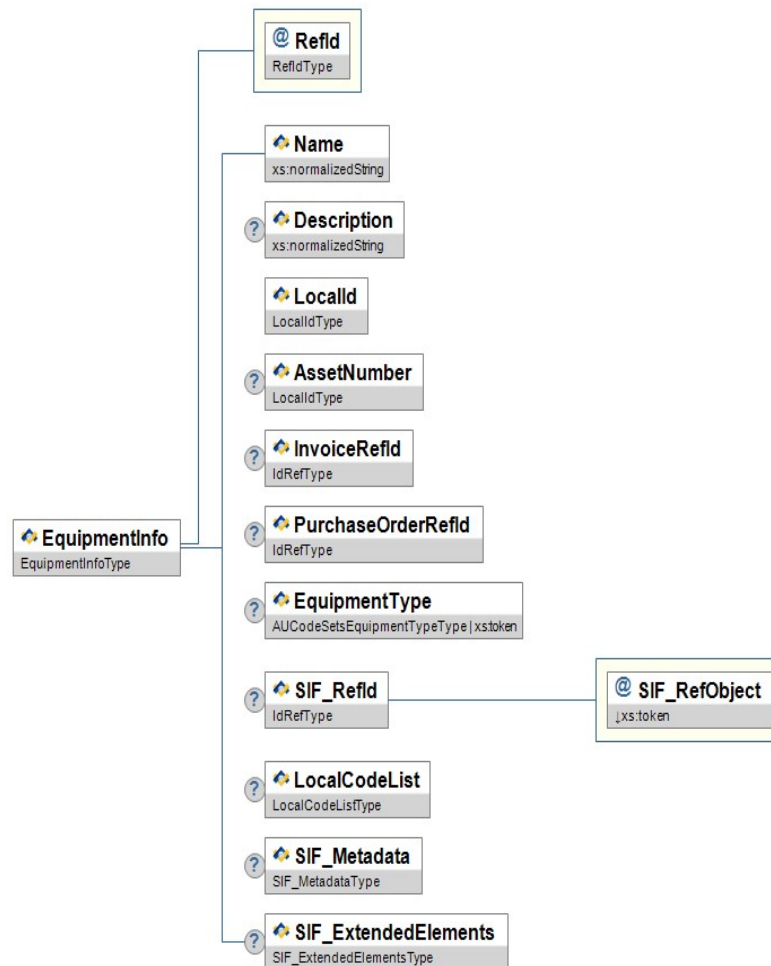 @ RefId
RefIdType
Name
xs:normalizedString
? Description
xs:normalizedString
LocalId
LocalIdType
? AssetNumber
LocalIdType
? InvoiceRefId
IdRefType
? PurchaseOrderRefId
IdRefType
EquipmentInfo
EquipmentInfoType
? EquipmentType
AUCodeSetsEquipmentTypeType | xs:token
? SIF_RefId
IdRefType
@ SIF_RefObject
↓xs:token
? LocalCodeList
LocalCodeListType
? SIF_Metadata
SIF_MetadataType
? SIF_ExtendedElements
SIF_ExtendedElementsType